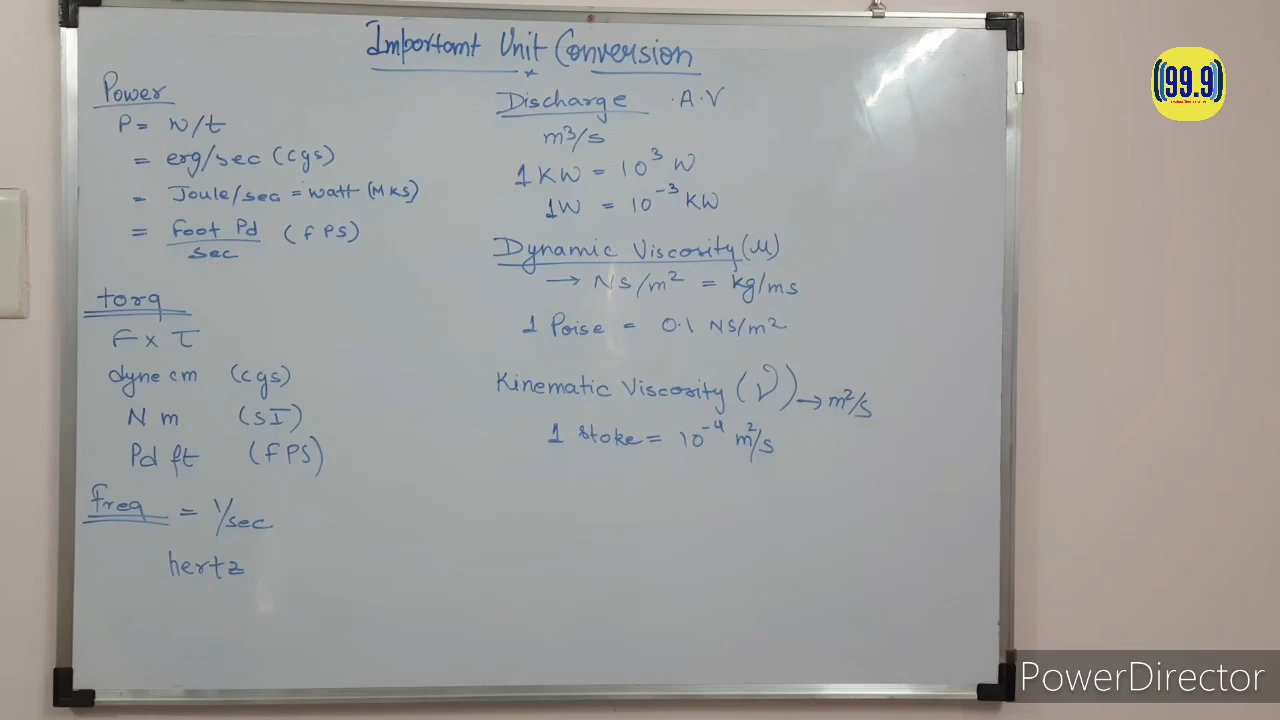 Important Unit Conversion
Power
P = W/t
= erg/sec (cgs)
= Joule/sec = watt (MKS)
= Foot Pd / sec (FPS)
torq
F x τ
dyne cm (cgs)
N m (SI)
Pd ft (FPS)
Freq = 1/sec
hertz
Discharge A.V
m³/s
1 KW = 10³ W
1W = 10⁻³ KW
Dynamic Viscosity (μ)
→ NS/m² = kg/ms
1 Poise = 0.1 NS/m²
Kinematic Viscosity (ν) → m²/s
1 stoke = 10⁻⁴ m²/s
99.9
PowerDirector